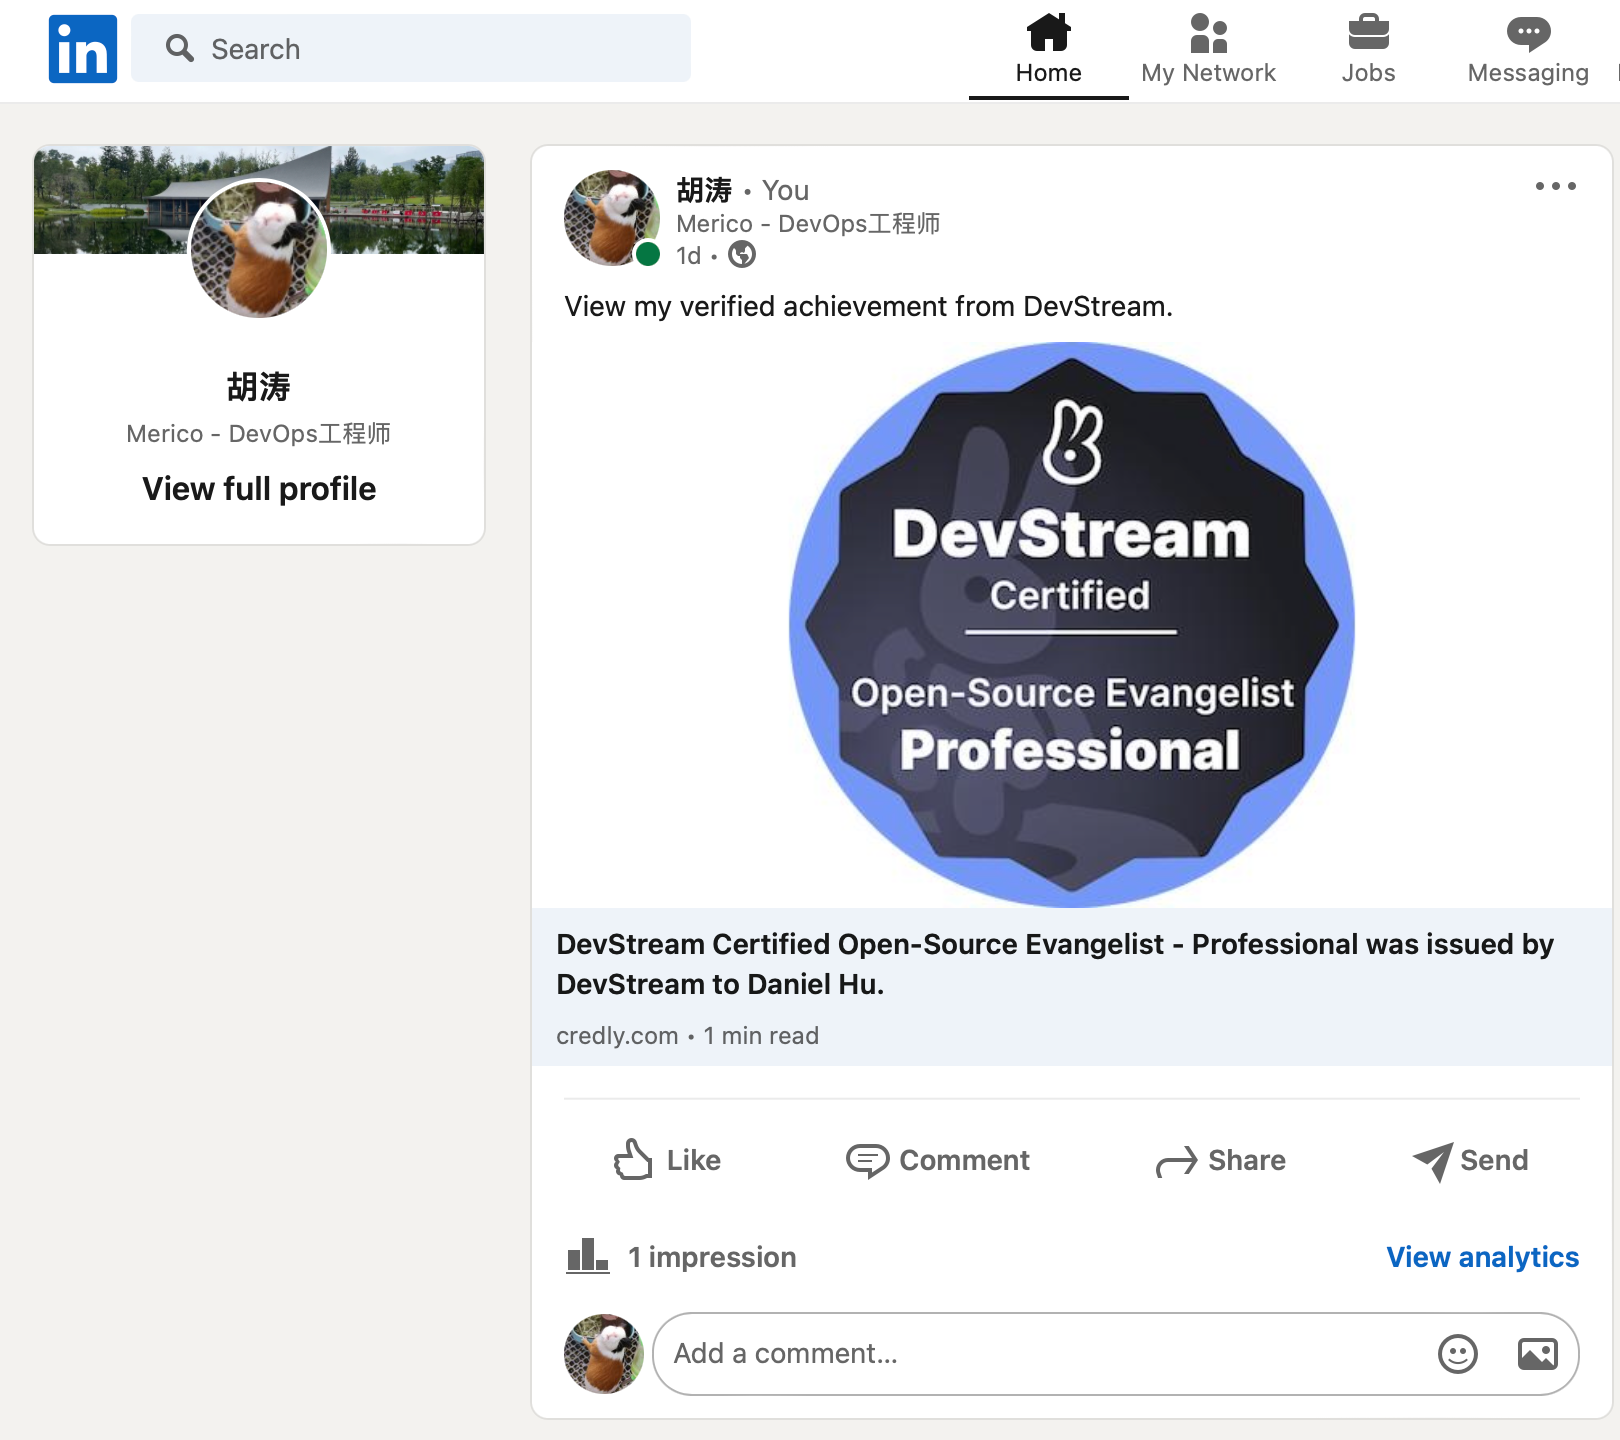 in
Search
Home
My Network
Jobs
Messaging
胡涛
Merico - DevOps工程师
View full profile
胡涛 • You
Merico - DevOps工程师
1d •
View my verified achievement from DevStream.
DevStream
Certified
Open-Source Evangelist
Professional
DevStream Certified Open-Source Evangelist - Professional was issued by
DevStream to Daniel Hu.
credly.com • 1 min read
Like
Comment
Share
Send
1 impression
View analytics
Add a comment...